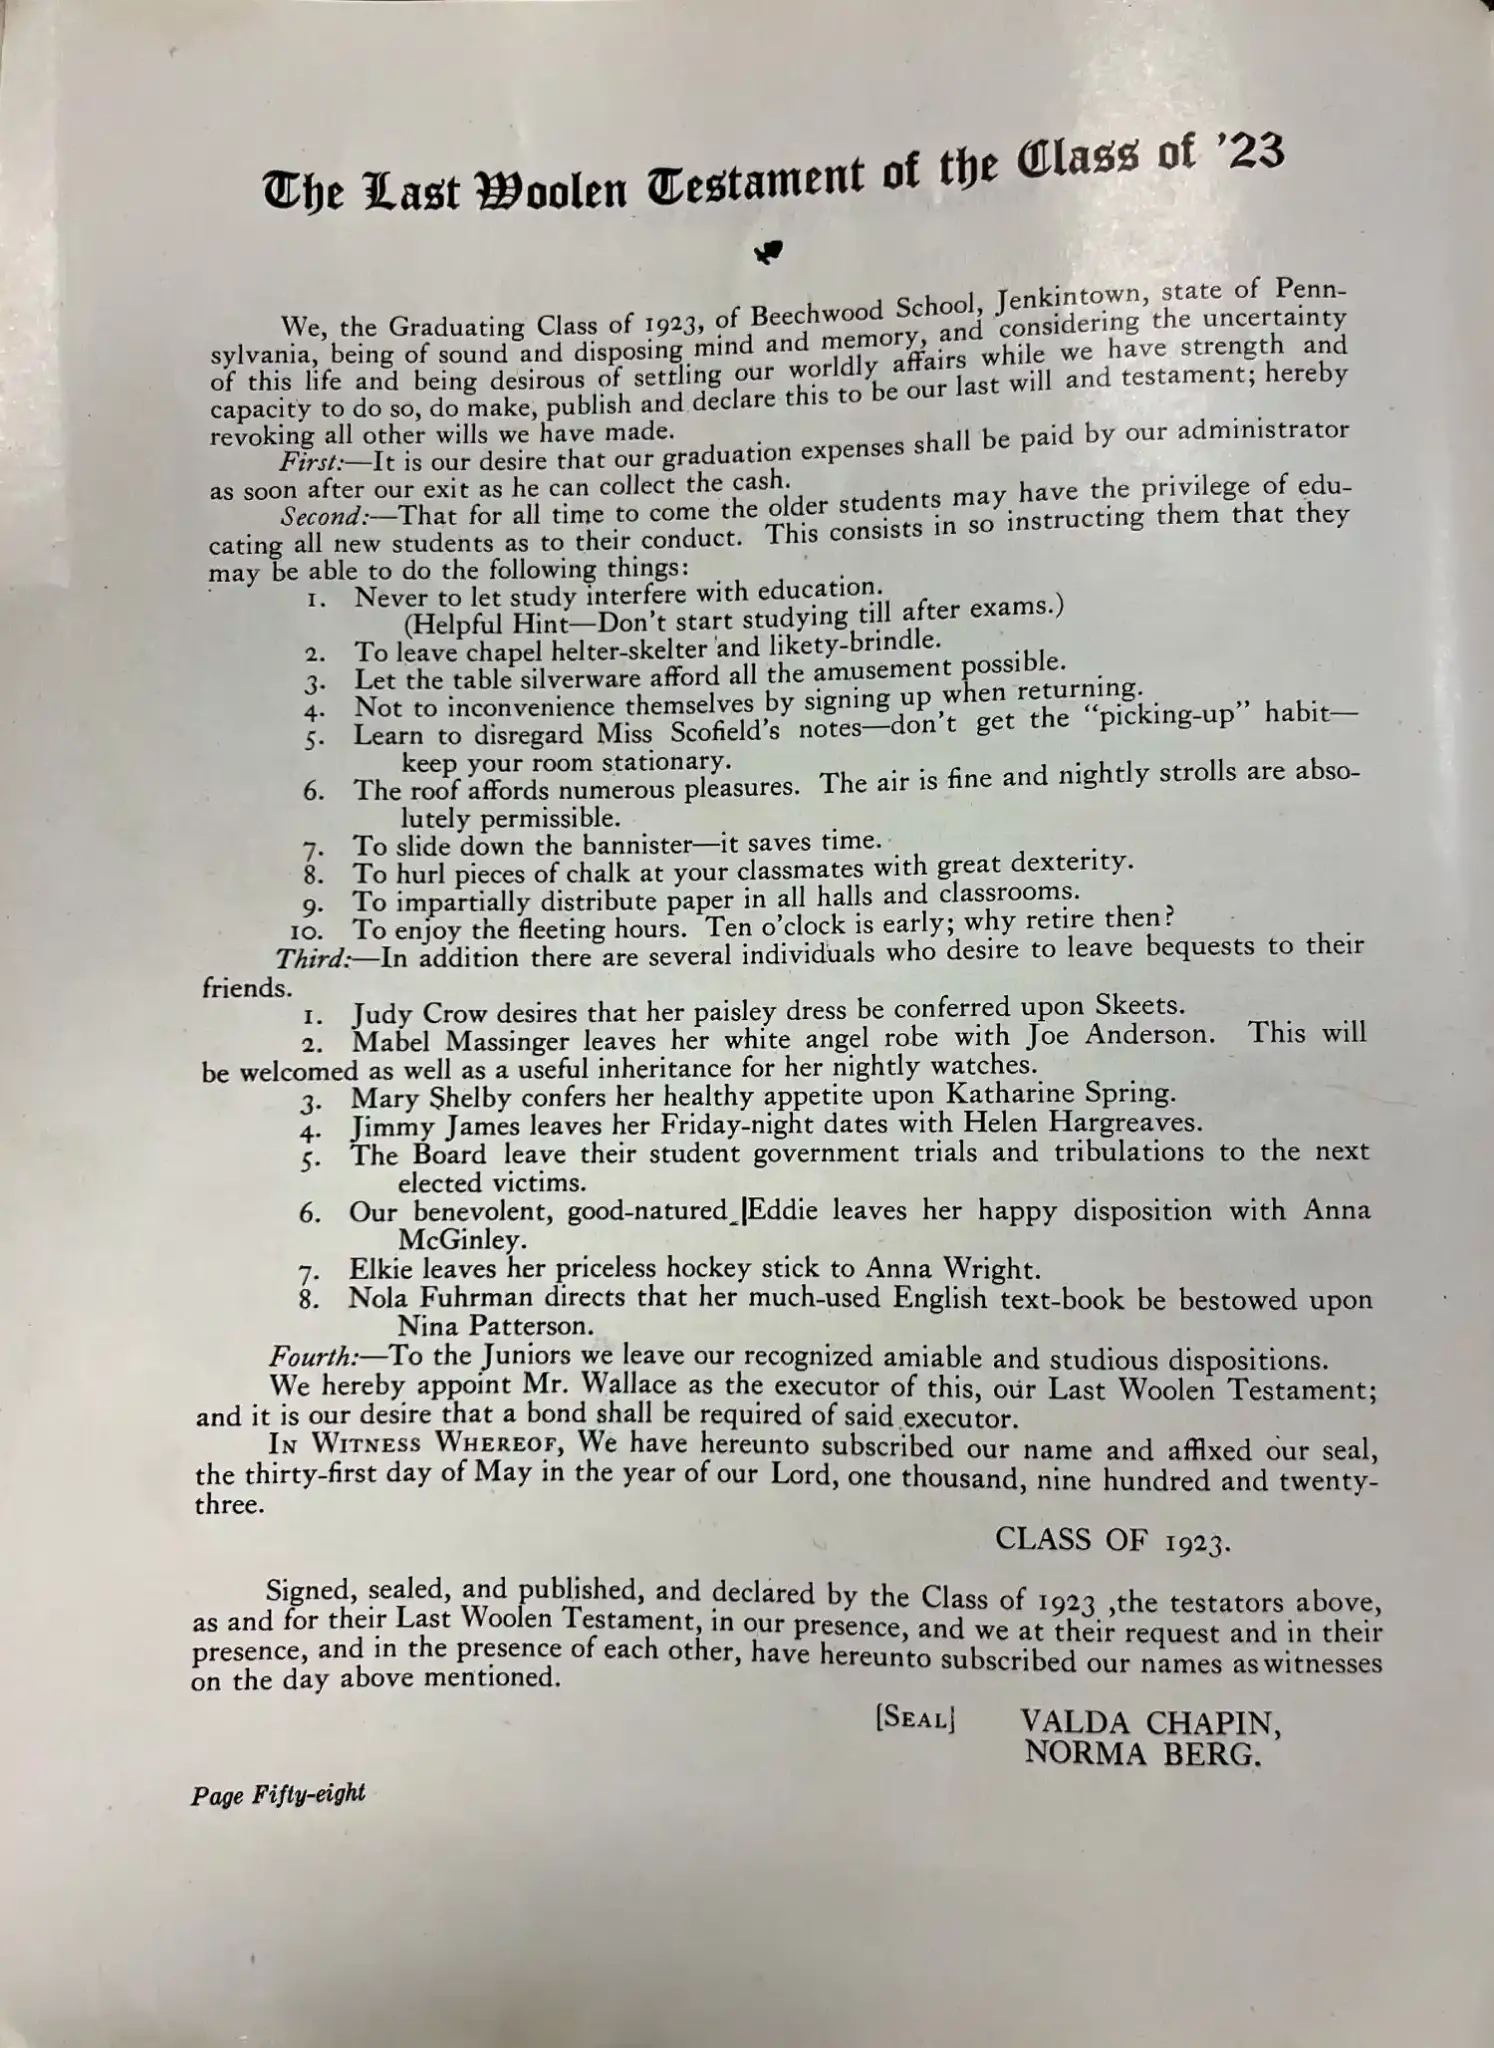 The Last Woolen Testament of the Class of '23
We, the Graduating Class of 1923, of Beechwood School, Jenkintown, state of Penn-
sylvania, being of sound and disposing mind and memory, and considering the uncertainty
of this life and being desirous of settling our worldly affairs while we have strength and
capacity to do so, do make, publish and declare this to be our last will and testament; hereby
revoking all other wills we have made.
First:—It is our desire that our graduation expenses shall be paid by our administrator
as soon after our exit as he can collect the cash.
Second:—That for all time to come the older students may have the privilege of edu-
cating all new students as to their conduct. This consists in so instructing them that they
may be able to do the following things:
1. Never to let study interfere with education.
(Helpful Hint—Don't start studying till after exams.)
2. To leave chapel helter-skelter and likety-brindle.
3. Let the table silverware afford all the amusement possible.
4. Not to inconvenience themselves by signing up when returning.
5. Learn to disregard Miss Scofield's notes—don't get the "picking-up" habit—
keep your room stationary.
6. The roof affords numerous pleasures. The air is fine and nightly strolls are abso-
lutely permissible.
7. To slide down the bannister—it saves time.
8. To hurl pieces of chalk at your classmates with great dexterity.
9. To impartially distribute paper in all halls and classrooms.
10. To enjoy the fleeting hours. Ten o'clock is early; why retire then?
Third:—In addition there are several individuals who desire to leave bequests to their
friends.
1. Judy Crow desires that her paisley dress be conferred upon Skeets.
2. Mabel Massinger leaves her white angel robe with Joe Anderson. This will
be welcomed as well as a useful inheritance for her nightly watches.
3. Mary Shelby confers her healthy appetite upon Katharine Spring.
4. Jimmy James leaves her Friday-night dates with Helen Hargreaves.
5. The Board leave their student government trials and tribulations to the next
elected victims.
6. Our benevolent, good-natured Eddie leaves her happy disposition with Anna
McGinley.
7. Elkie leaves her priceless hockey stick to Anna Wright.
8. Nola Fuhrman directs that her much-used English text-book be bestowed upon
Nina Patterson.
Fourth:—To the Juniors we leave our recognized amiable and studious dispositions.
We hereby appoint Mr. Wallace as the executor of this, our Last Woolen Testament;
and it is our desire that a bond shall be required of said executor.
IN WITNESS WHEREOF, We have hereunto subscribed our name and affixed our seal,
the thirty-first day of May in the year of our Lord, one thousand, nine hundred and twenty-
three.
CLASS OF 1923.
Signed, sealed, and published, and declared by the Class of 1923 ,the testators above,
as and for their Last Woolen Testament, in our presence, and we at their request and in their
presence, and in the presence of each other, have hereunto subscribed our names as witnesses
on the day above mentioned.
[SEAL] VALDA CHAPIN,
NORMA BERG.
Page Fifty-eight